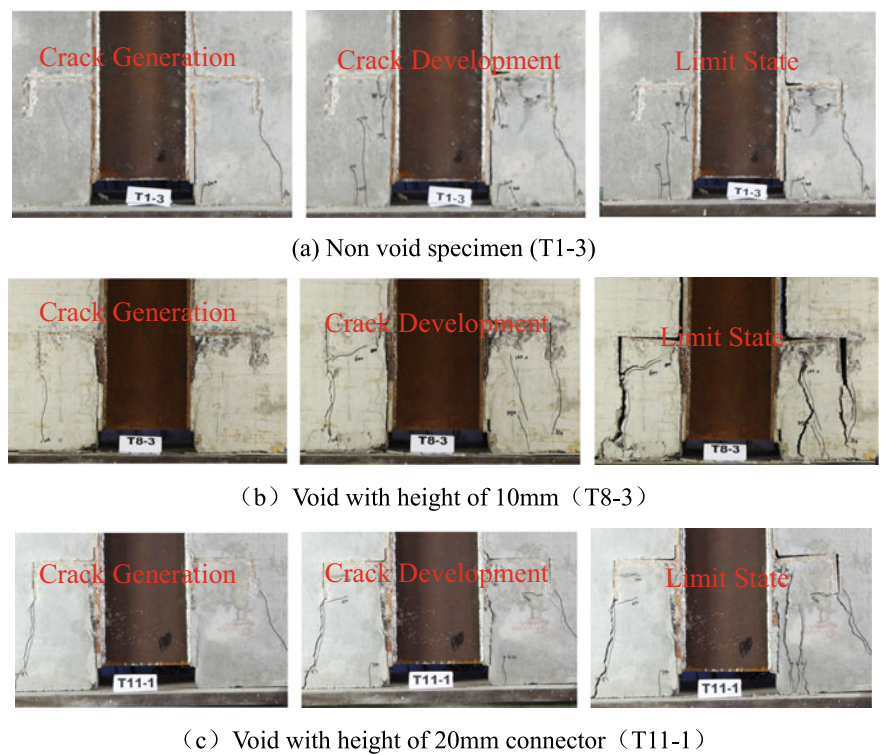 Crack Generation
Crack Development
Limit State
T1-3
T1-3
T1-3
(a) Non void specimen (T1-3)
Crack Generation
Crack Development
Limit State
T8-3
T8-3
T8-3
（b）Void with height of 10mm（T8-3）
Crack Generation
Crack Development
Limit State
T11-1
T11-1
T11-1
（c）Void with height of 20mm connector（T11-1）